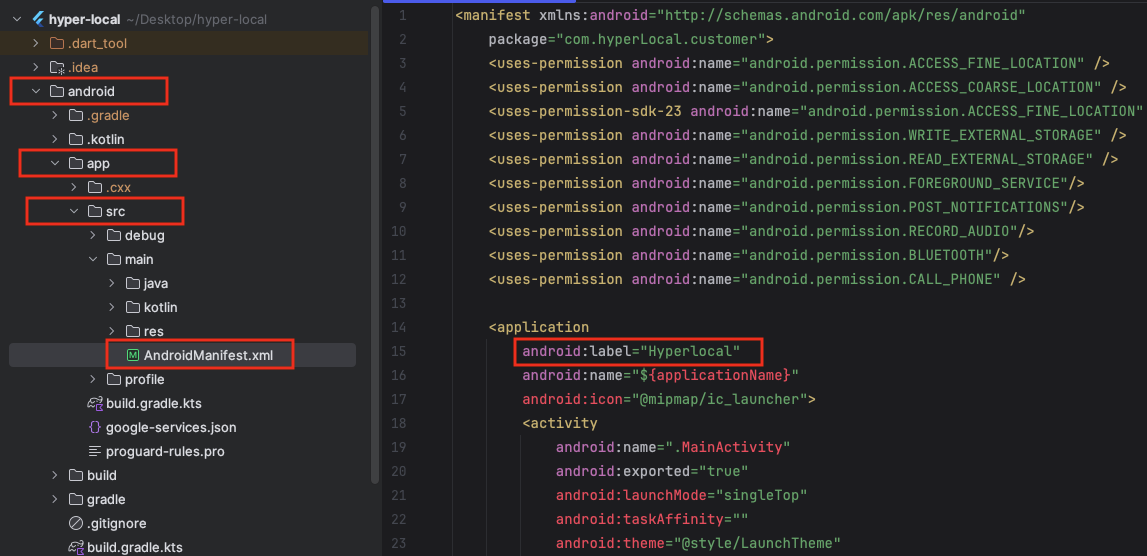 hyper-local ~/Desktop/hyper-local
.dart_tool
.idea
android
.gradle
.kotlin
app
.cxx
src
debug
main
java
kotlin
res
AndroidManifest.xml
profile
build.gradle.kts
google-services.json
proguard-rules.pro
build
gradle
.gitignore
build.gradle.kts
1 <manifest xmlns:android="http://schemas.android.com/apk/res/android"
2 package="com.hyperLocal.customer">
3 <uses-permission android:name="android.permission.ACCESS_FINE_LOCATION" />
4 <uses-permission android:name="android.permission.ACCESS_COARSE_LOCATION" />
5 <uses-permission-sdk-23 android:name="android.permission.ACCESS_FINE_LOCATION"
6 <uses-permission android:name="android.permission.WRITE_EXTERNAL_STORAGE" />
7 <uses-permission android:name="android.permission.READ_EXTERNAL_STORAGE" />
8 <uses-permission android:name="android.permission.FOREGROUND_SERVICE"/>
9 <uses-permission android:name="android.permission.POST_NOTIFICATIONS"/>
10 <uses-permission android:name="android.permission.RECORD_AUDIO"/>
11 <uses-permission android:name="android.permission.BLUETOOTH"/>
12 <uses-permission android:name="android.permission.CALL_PHONE" />
13
14 <application
15 android:label="Hyperlocal"
16 android:name="${applicationName}"
17 android:icon="@mipmap/ic_launcher">
18 <activity
19 android:name=".MainActivity"
20 android:exported="true"
21 android:launchMode="singleTop"
22 android:taskAffinity=""
23 android:theme="@style/LaunchTheme"